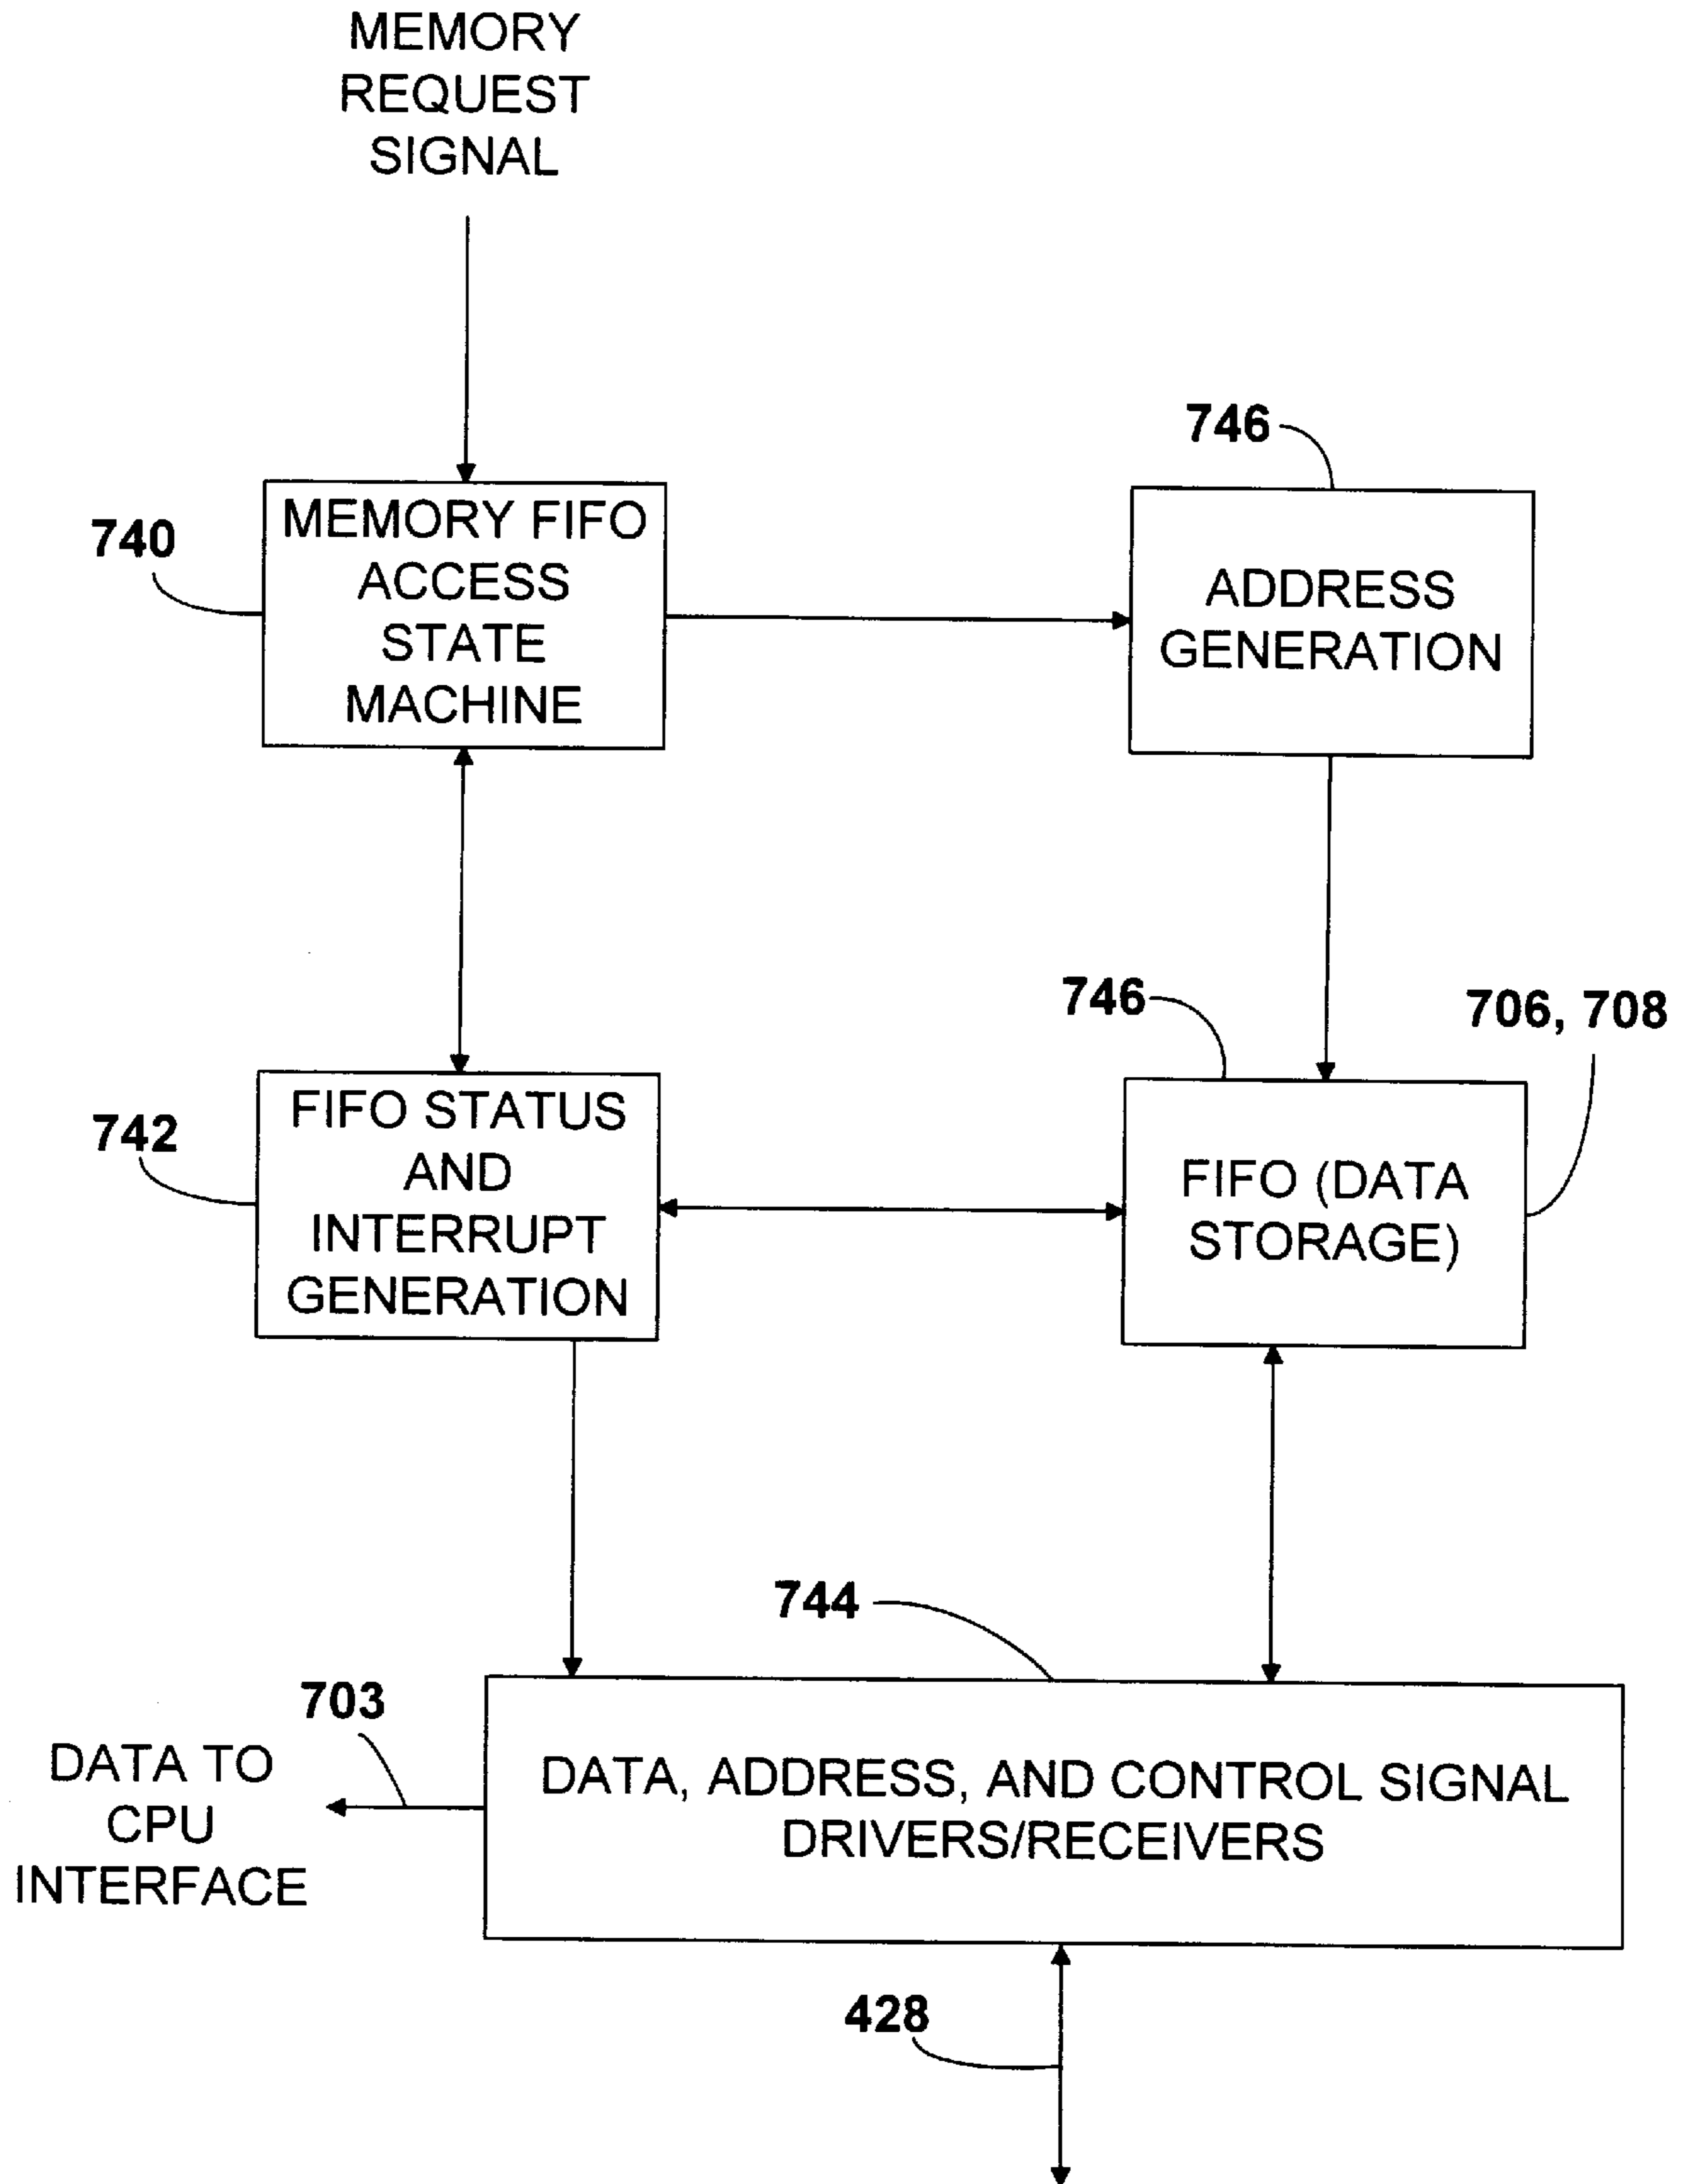 MEMORY
REQUEST
SIGNAL
746
740
MEMORY FIFO
ACCESS
STATE
MACHINE
ADDRESS
GENERATION
746
706, 708
742
FIFO STATUS
AND
INTERRUPT
GENERATION
FIFO (DATA
STORAGE)
744
703
DATA TO
CPU
INTERFACE
DATA, ADDRESS, AND CONTROL SIGNAL
DRIVERS/RECEIVERS
428